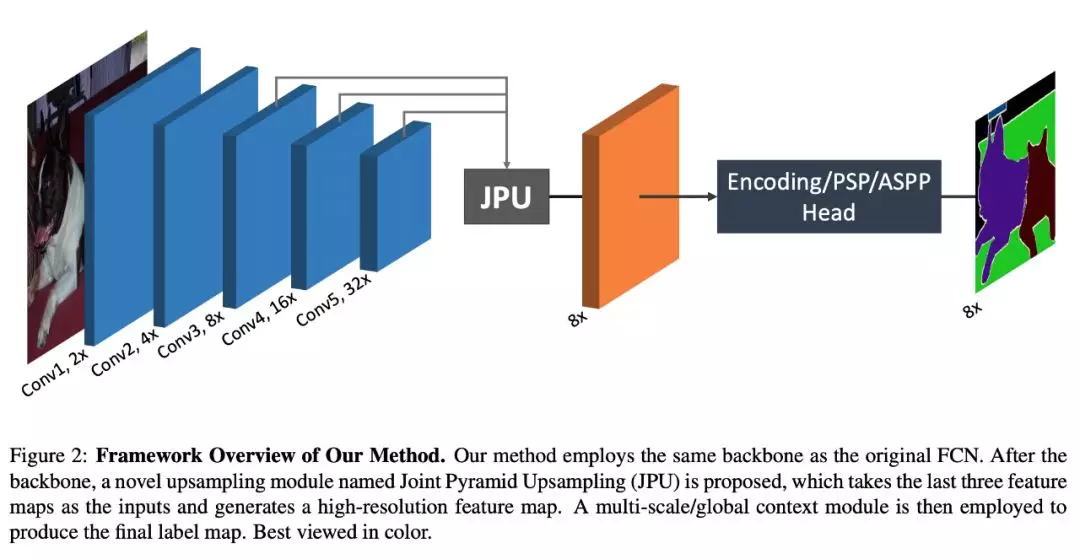 JPU
Encoding/PSP/ASPP
Head
Conv1, 2x
Conv2, 4x
Conv3, 8x
Conv4, 16x
Conv5, 32x
8x
8x
Figure 2: Framework Overview of Our Method. Our method employs the same backbone as the original FCN. After the
backbone, a novel upsampling module named Joint Pyramid Upsampling (JPU) is proposed, which takes the last three feature
maps as the inputs and generates a high-resolution feature map. A multi-scale/global context module is then employed to
produce the final label map. Best viewed in color.